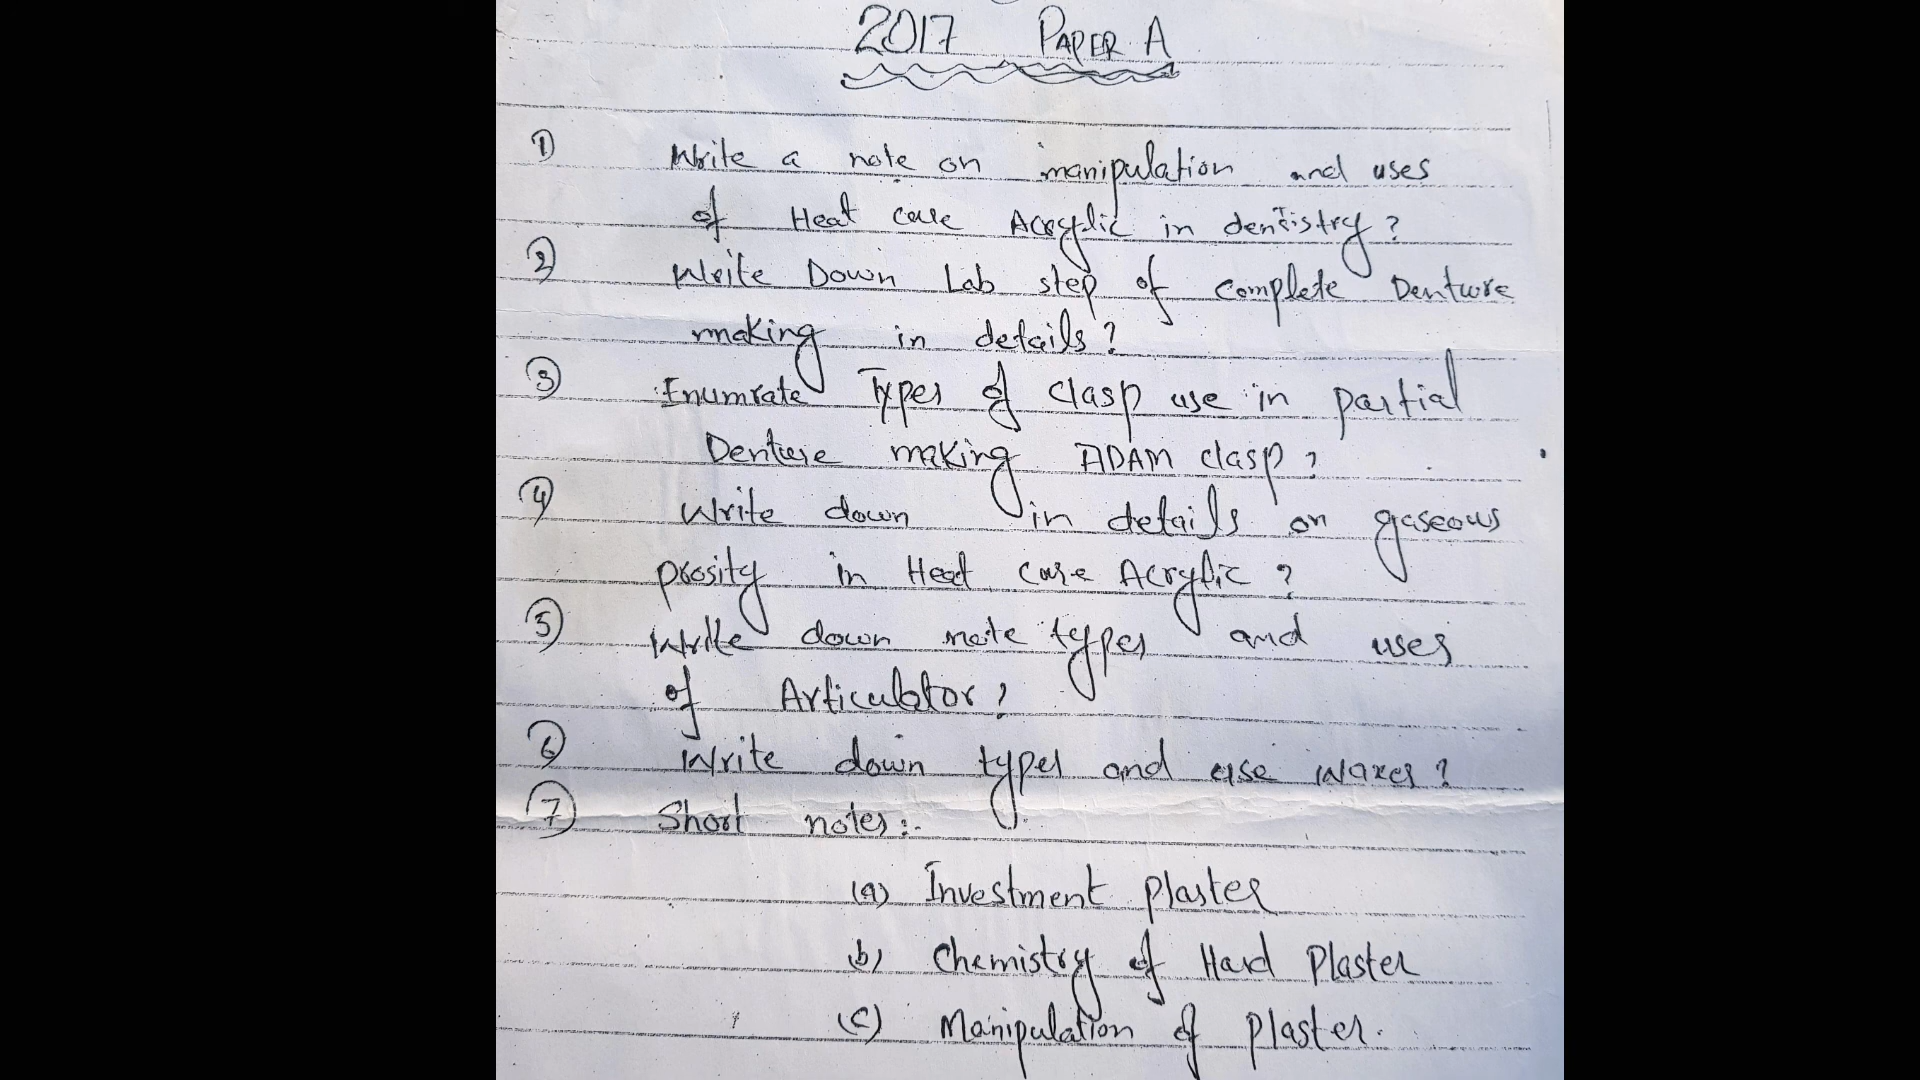 2017 PAPER A
① Write a note on manipulation and uses
of Heat cure Acrylic in dentistry?
② Write Down Lab step of complete Denture
making in details?
③ Enumrate Types of clasp use in partial
Denture making ADAM clasp?
④ Write down in details on gaseous
prosity in Heat cure Acrylic?
⑤ Write down note types and uses
of Articulator?
⑥ Write down types and use waxes?
⑦ Short notes:-
(a) Investment plaster
(b) Chemistry of Hard Plaster
(c) Manipulation of plaster.